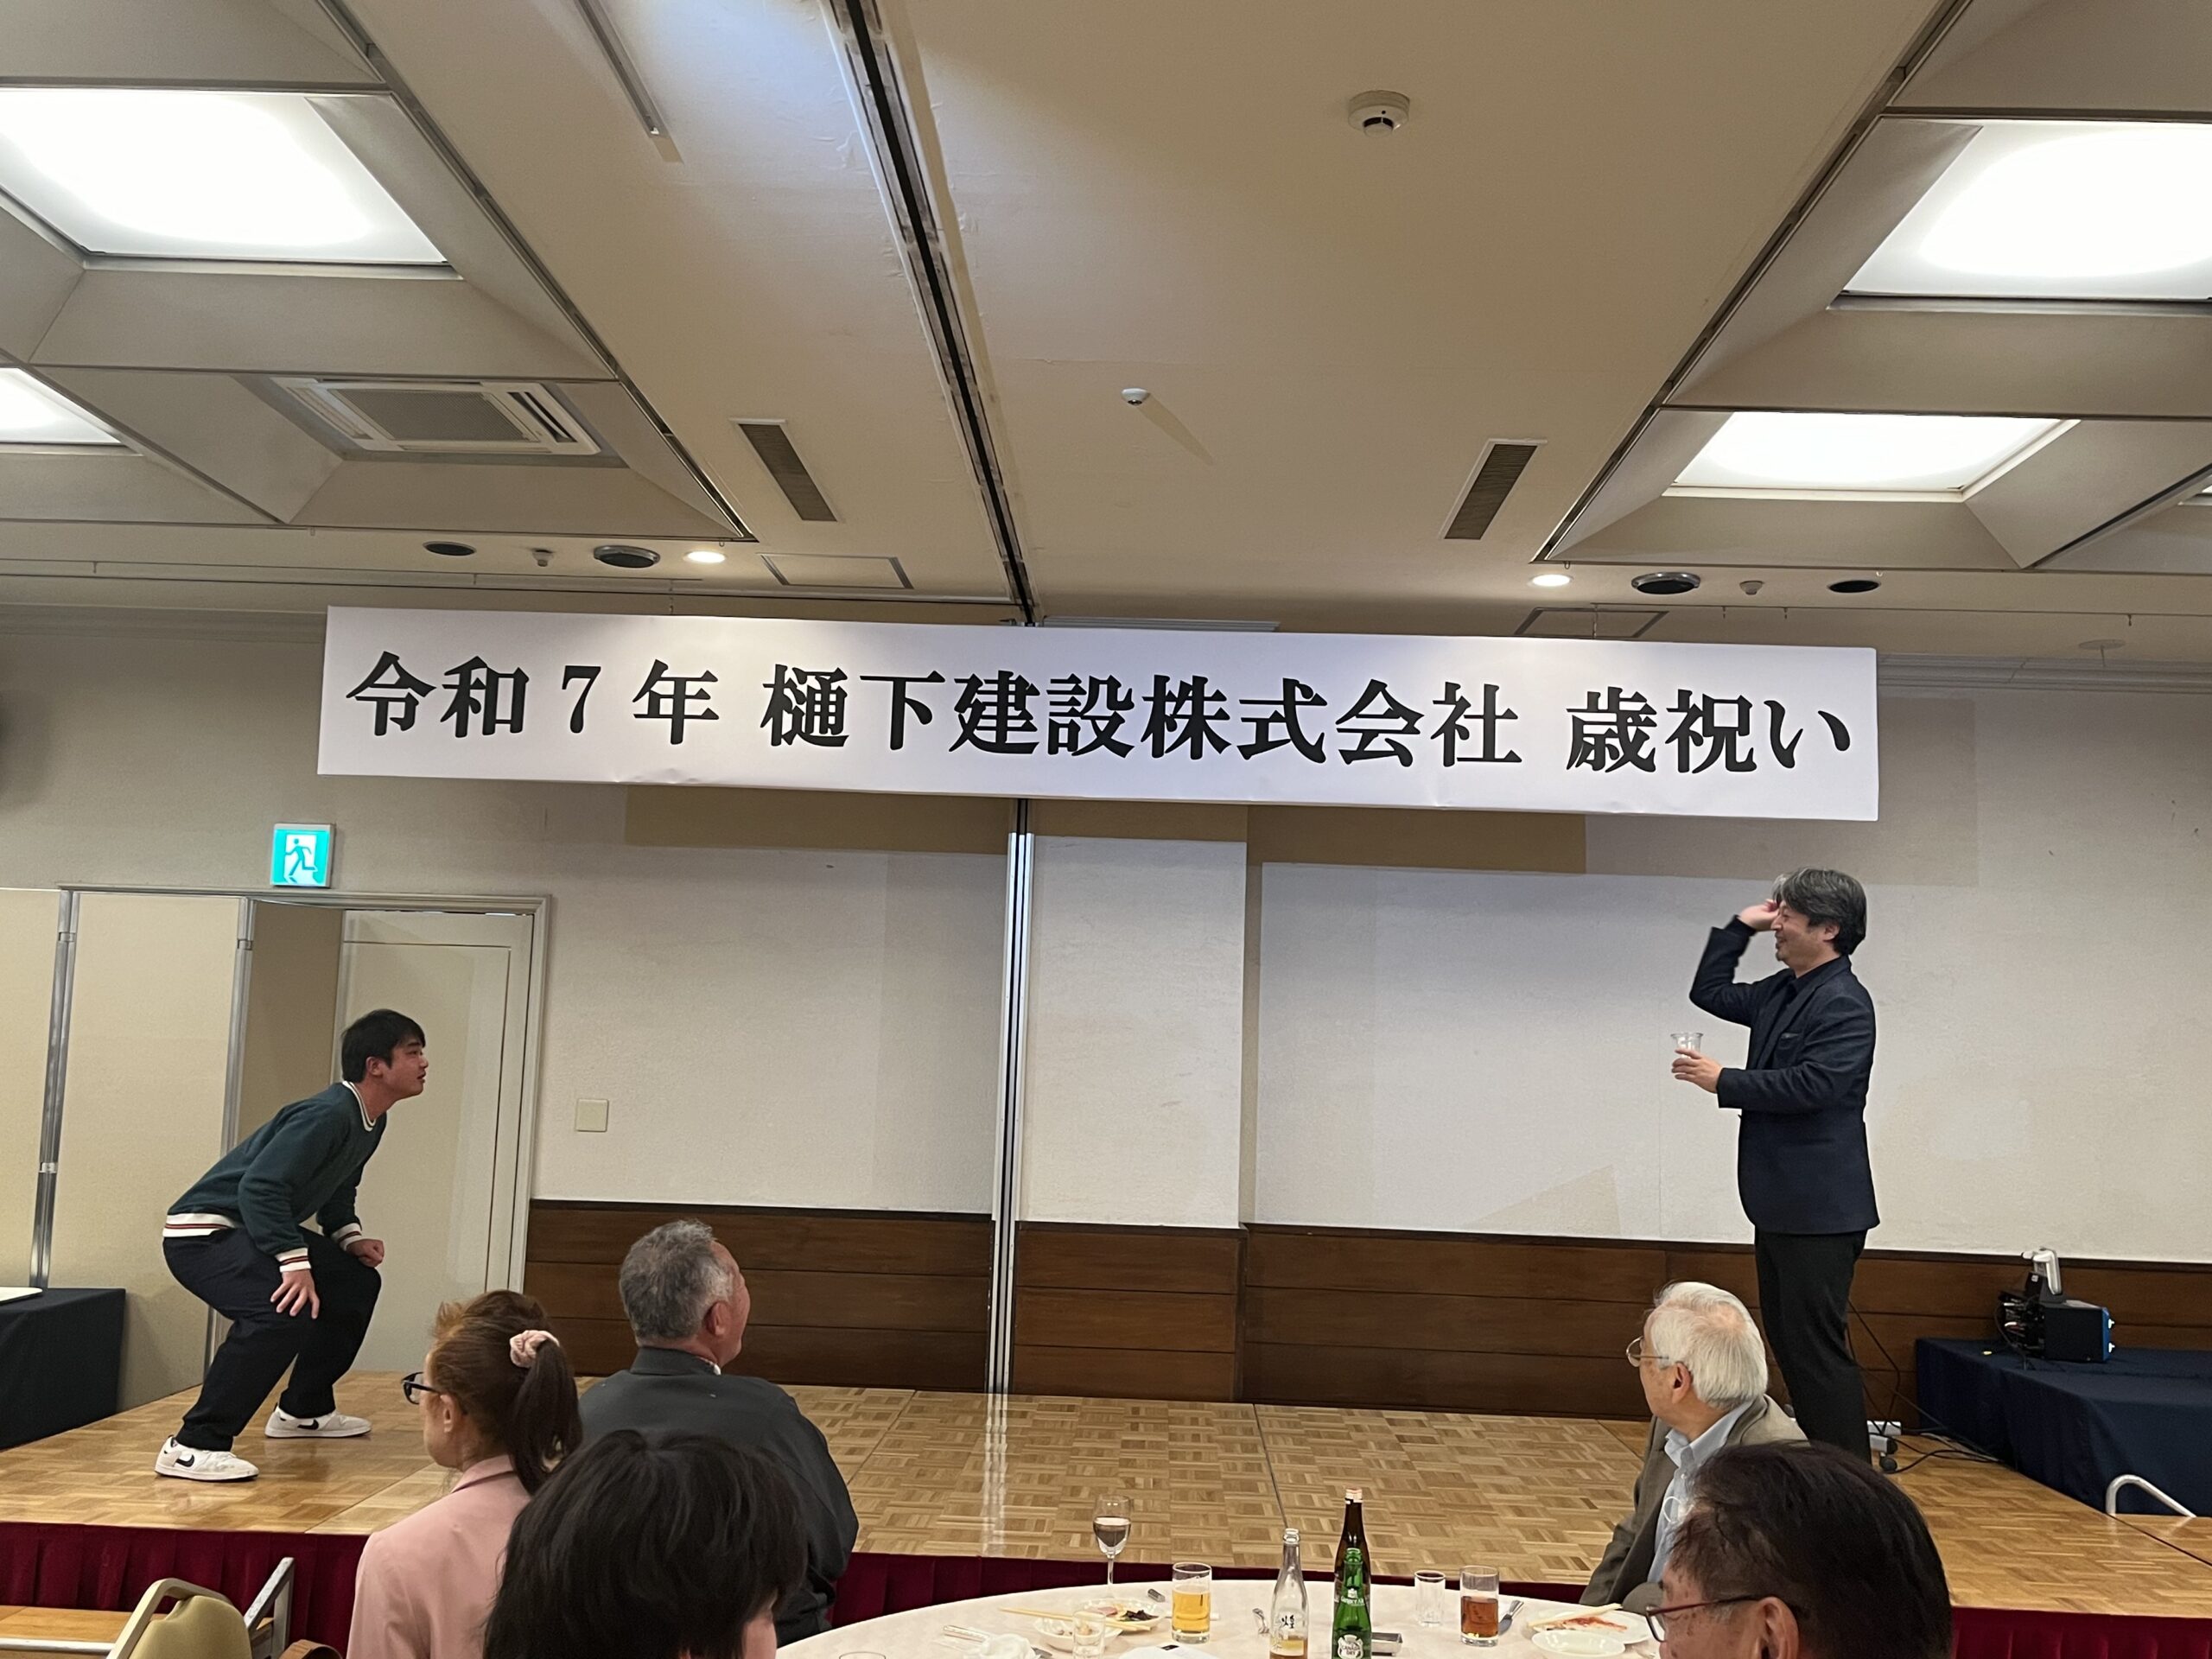 令和７年 樋下建設株式会社 歳祝い